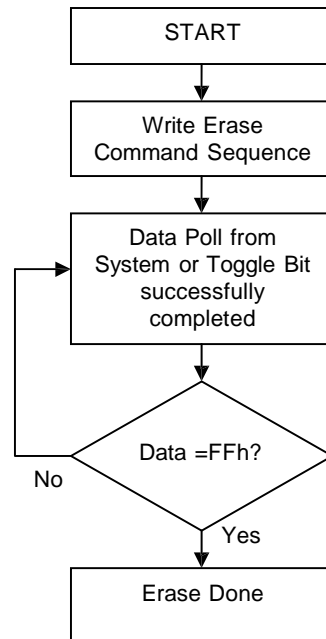 START
Write Erase
Command Sequence
Data Poll from
System or Toggle Bit
successfully
completed
Data =FFh?
No
Yes
Erase Done